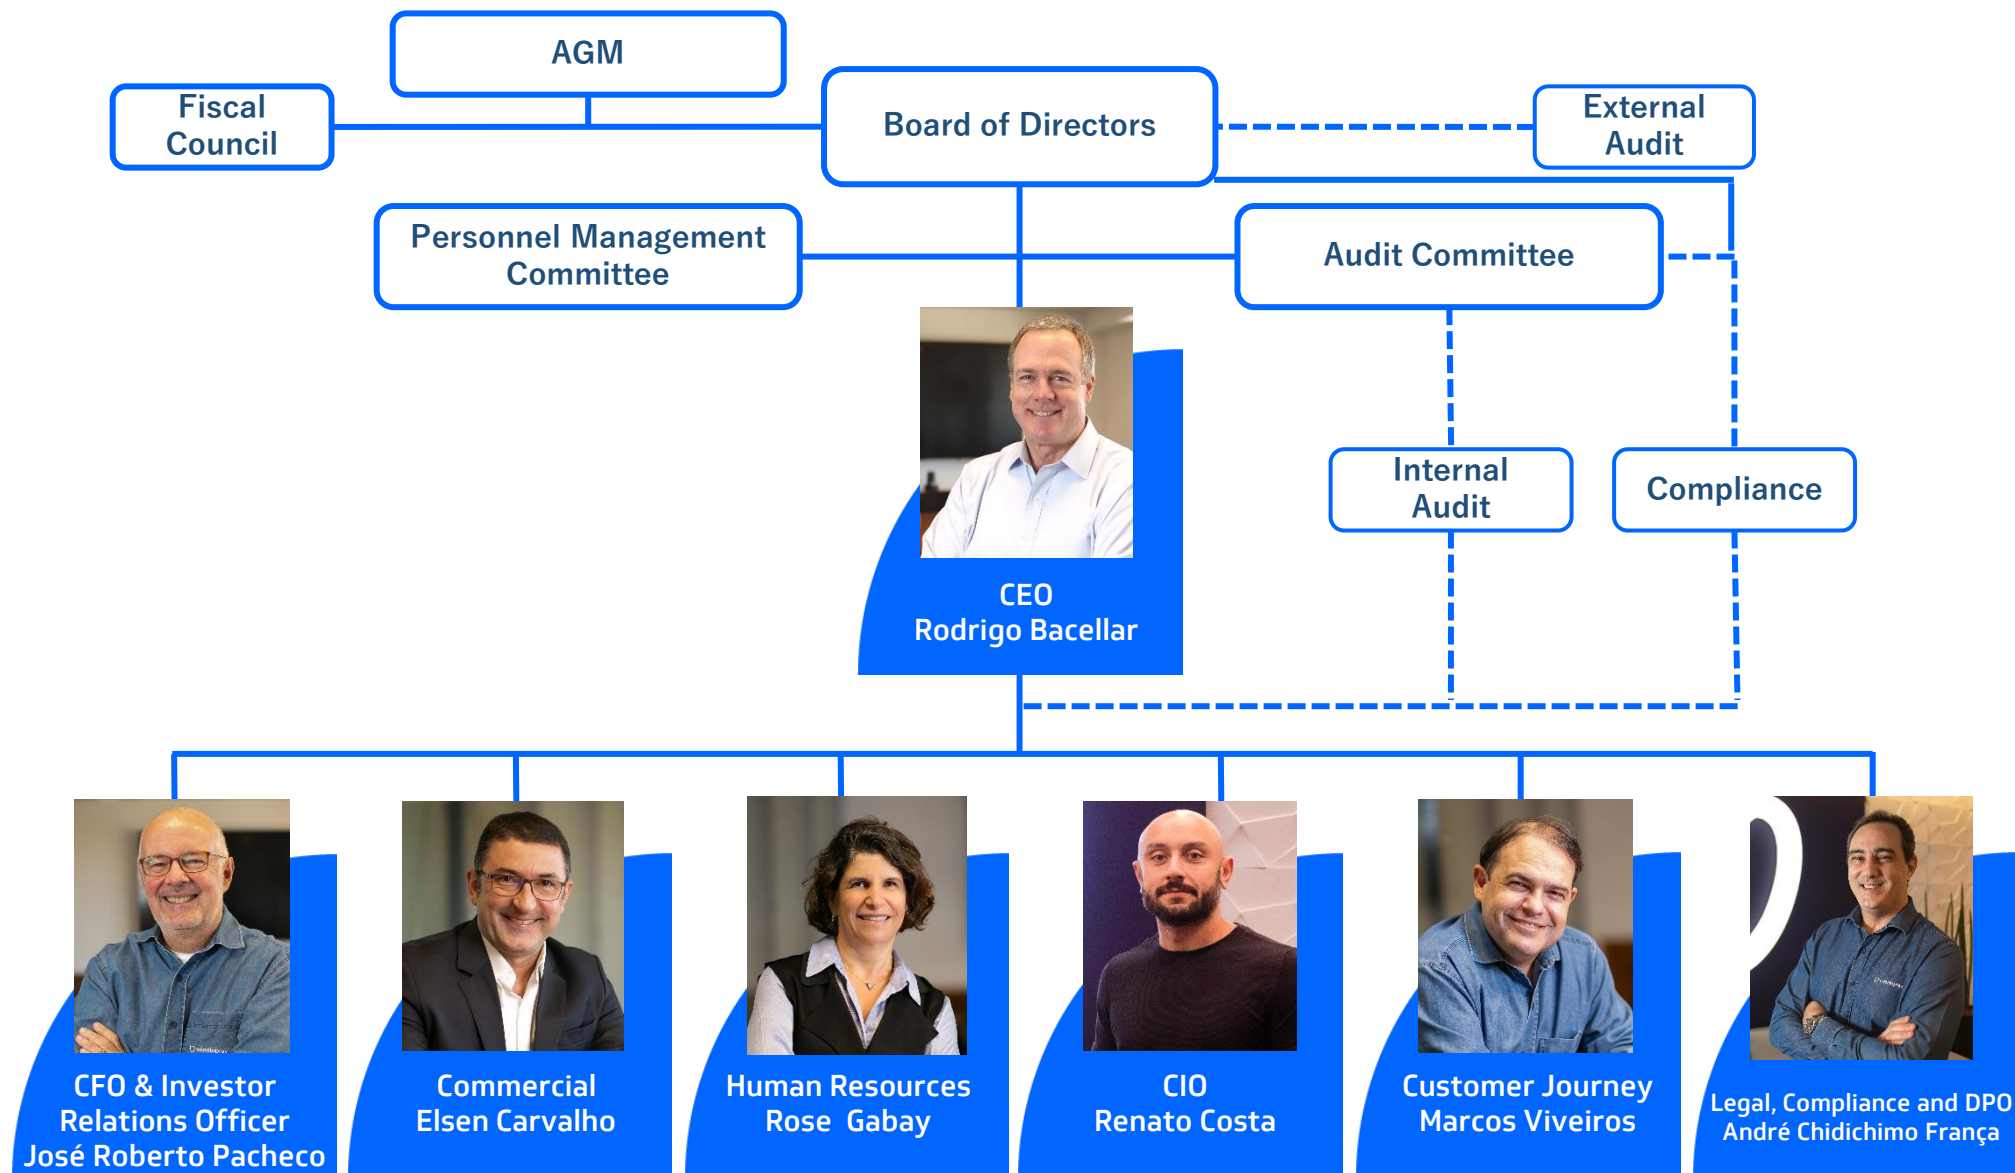 AGM
Fiscal
Council
Board of Directors
External
Audit
Personnel Management
Committee
Audit Committee
Internal
Audit
Compliance
CEO
Rodrigo Bacellar
CFO & Investor
Relations Officer
José Roberto Pacheco
Commercial
Elsen Carvalho
Human Resources
Rose  Gabay
CIO
Renato Costa
Customer Journey
Marcos Viveiros
Legal, Compliance and DPO
André Chidichimo França